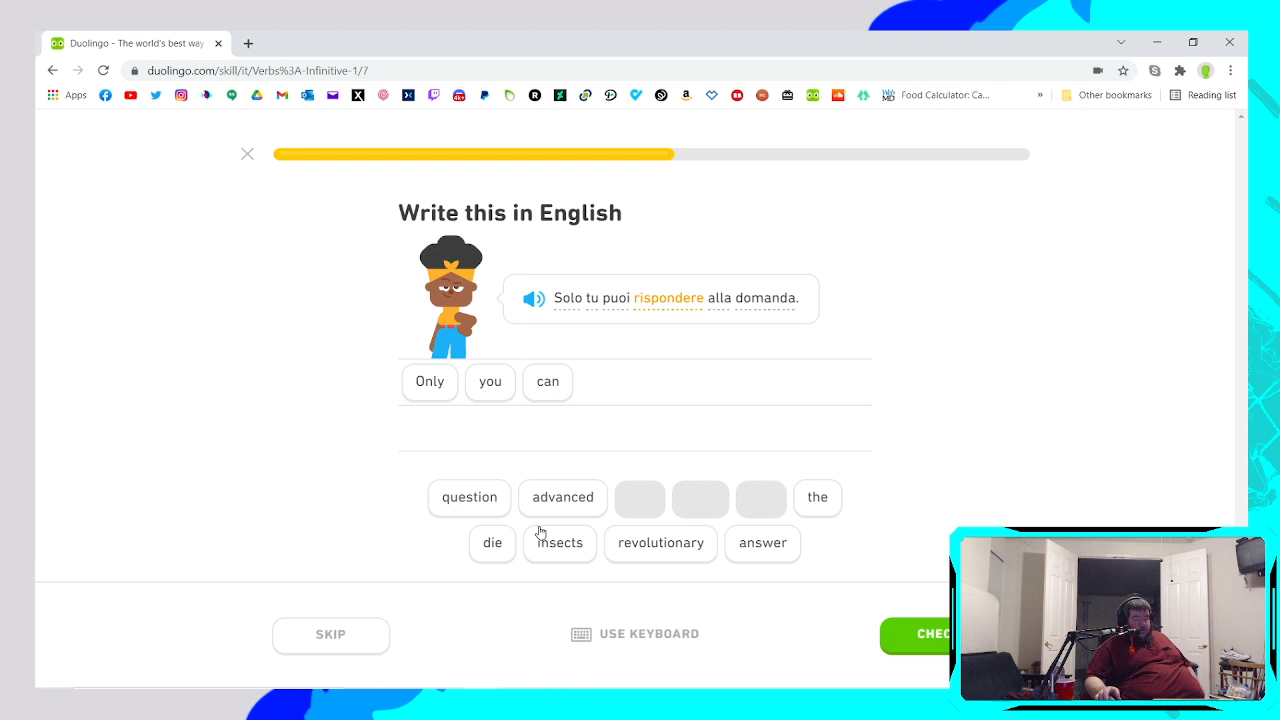 Duolingo - The world's best way
duolingo.com/skill/it/Verbs%3A-Infinitive-1/7
Apps
Food Calculator: Ca...
»
Other bookmarks
Reading list
Write this in English
Solo tu puoi rispondere alla domanda.
Only you can
question advanced the
die insects revolutionary answer
SKIP
USE KEYBOARD
CHEC